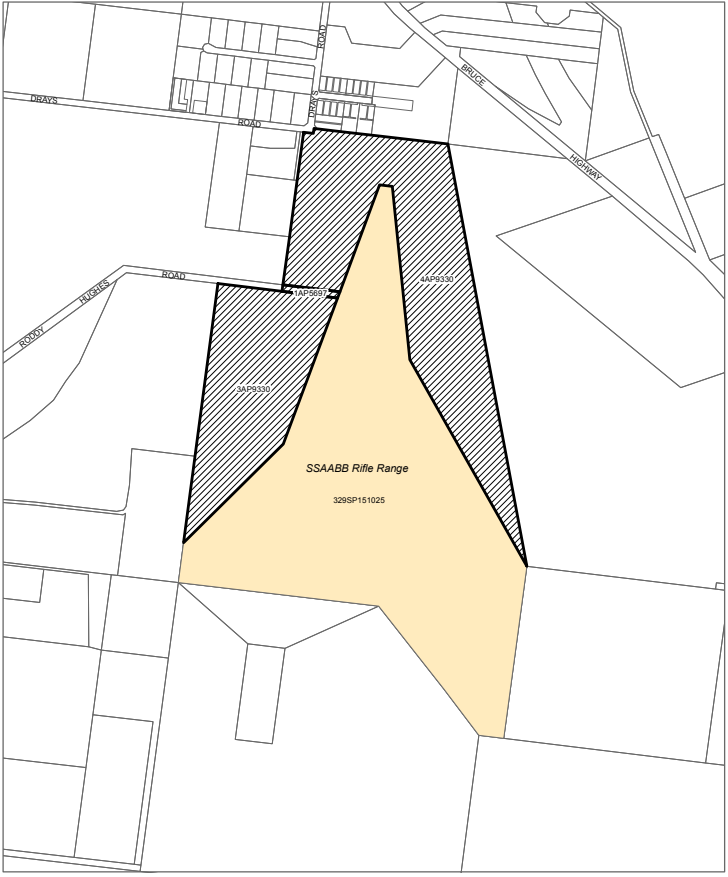 ROAD
BRUCE
DRAYS
DRAYS
ROAD
HIGHWAY
ROAD
HUGHES
RODDY
1AP5697
4AP9330
3AP9330
SSAABB Rifle Range
329SP151025